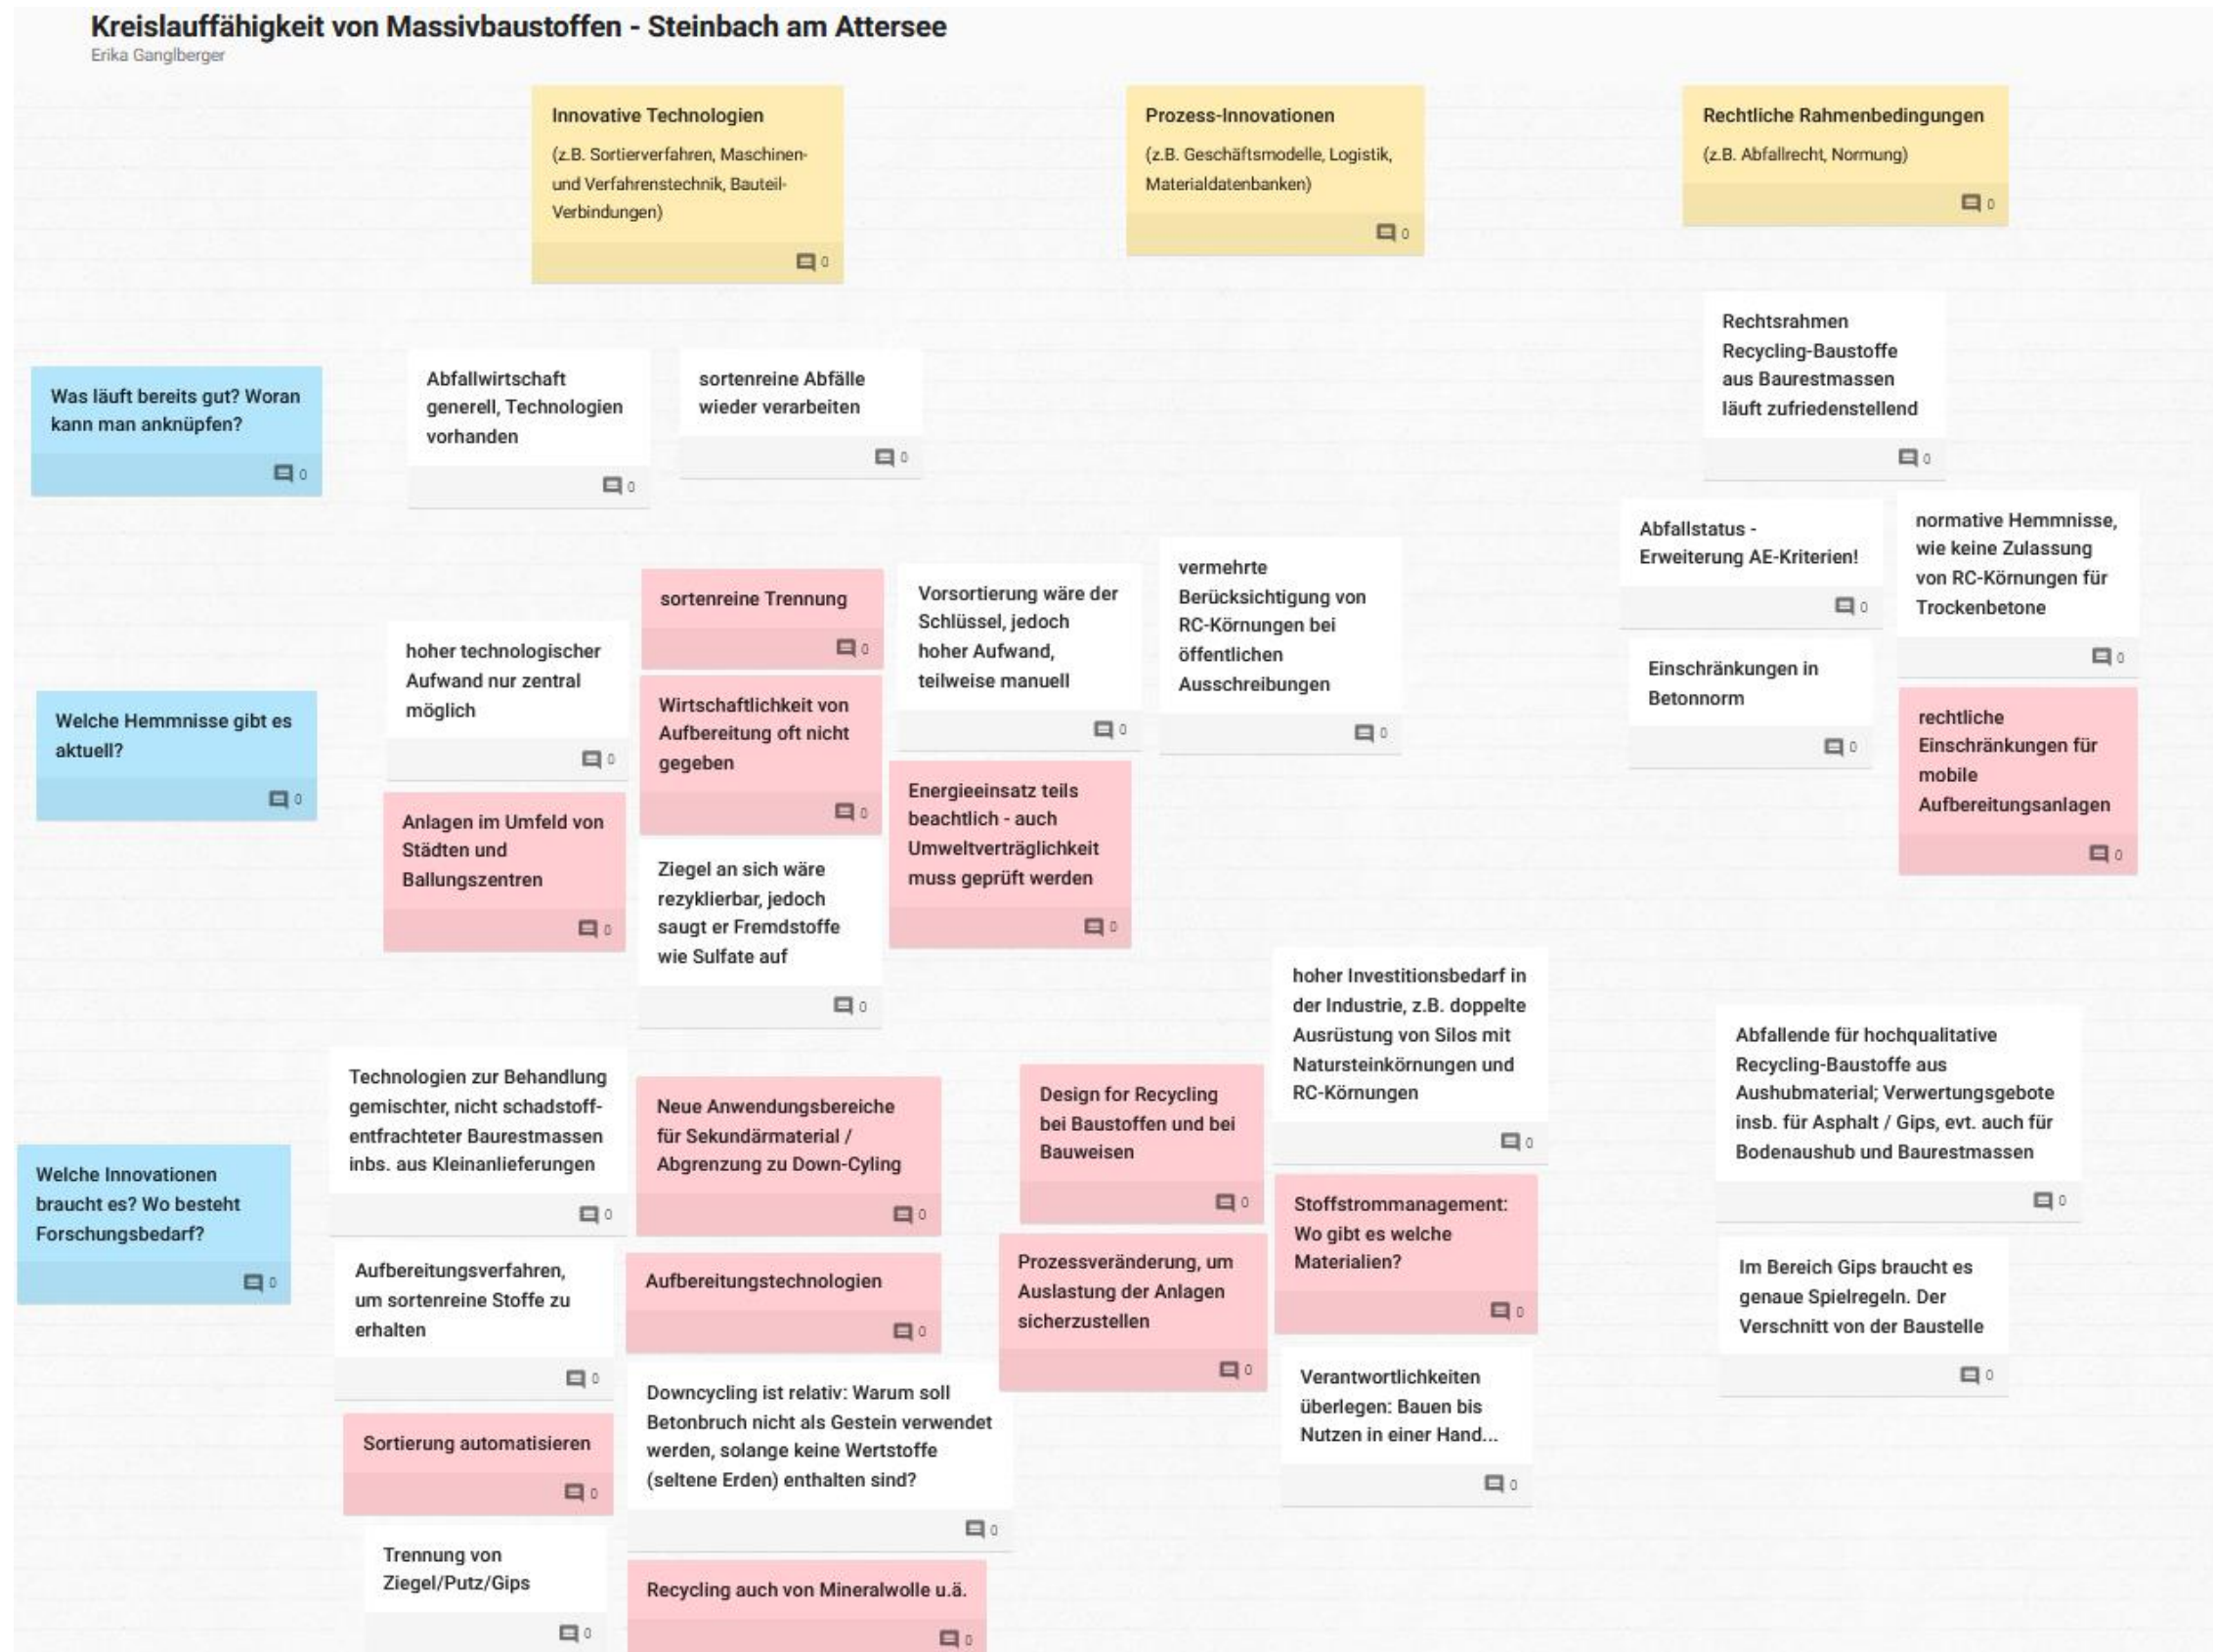 Kreislauffähigkeit von Massivbaustoffen - Steinbach am Attersee
Erika Ganglberger
Innovative Technologien
(z.B. Sortierverfahren, Maschinen-
und Verfahrenstechnik, Bauteil-
Verbindungen)
0
Prozess-Innovationen
(z.B. Geschäftsmodelle, Logistik,
Materialdatenbanken)
0
Rechtliche Rahmenbedingungen
(z.B. Abfallrecht, Normung)
0
Was läuft bereits gut? Woran
kann man anknüpfen?
0
Abfallwirtschaft
generell, Technologien
vorhanden
0
sortenreine Abfälle
wieder verarbeiten
0
Rechtsrahmen
Recycling-Baustoffe
aus Baurestmassen
läuft zufriedenstellend
0
Welche Hemmnisse gibt es
aktuell?
0
hoher technologischer
Aufwand nur zentral
möglich
0
Anlagen im Umfeld von
Städten und
Ballungszentren
0
sortenreine Trennung
0
Wirtschaftlichkeit von
Aufbereitung oft nicht
gegeben
0
Ziegel an sich wäre
rezyklierbar, jedoch
saugt er Fremdstoffe
wie Sulfate auf
0
Vorsortierung wäre der
Schlüssel, jedoch
hoher Aufwand,
teilweise manuell
0
Energieeinsatz teils
beachtlich - auch
Umweltverträglichkeit
muss geprüft werden
0
vermehrte
Berücksichtigung von
RC-Körnungen bei
öffentlichen
Ausschreibungen
0
Abfallstatus -
Erweiterung AE-Kriterien!
0
Einschränkungen in
Betonnorm
0
normative Hemmnisse,
wie keine Zulassung
von RC-Körnungen für
Trockenbetone
0
rechtliche
Einschränkungen für
mobile
Aufbereitungsanlagen
0
Welche Innovationen
braucht es? Wo besteht
Forschungsbedarf?
0
Technologien zur Behandlung
gemischter, nicht schadstoff-
entfrachteter Baurestmassen
inbs. aus Kleinanlieferungen
0
Aufbereitungsverfahren,
um sortenreine Stoffe zu
erhalten
0
Sortierung automatisieren
0
Trennung von
Ziegel/Putz/Gips
0
Neue Anwendungsbereiche
für Sekundärmaterial /
Abgrenzung zu Down-Cyling
0
Aufbereitungstechnologien
0
Downcycling ist relativ: Warum soll
Betonbruch nicht als Gestein verwendet
werden, solange keine Wertstoffe
(seltene Erden) enthalten sind?
0
Recycling auch von Mineralwolle u.ä.
0
Design for Recycling
bei Baustoffen und bei
Bauweisen
0
Prozessveränderung, um
Auslastung der Anlagen
sicherzustellen
0
hoher Investitionsbedarf in
der Industrie, z.B. doppelte
Ausrüstung von Silos mit
Natursteinkörnungen und
RC-Körnungen
0
Stoffstrommanagement:
Wo gibt es welche
Materialien?
0
Verantwortlichkeiten
überlegen: Bauen bis
Nutzen in einer Hand...
0
Abfallende für hochqualitative
Recycling-Baustoffe aus
Aushubmaterial; Verwertungsgebote
insb. für Asphalt / Gips, evt. auch für
Bodenaushub und Baurestmassen
0
Im Bereich Gips braucht es
genaue Spielregeln. Der
Verschnitt von der Baustelle
0